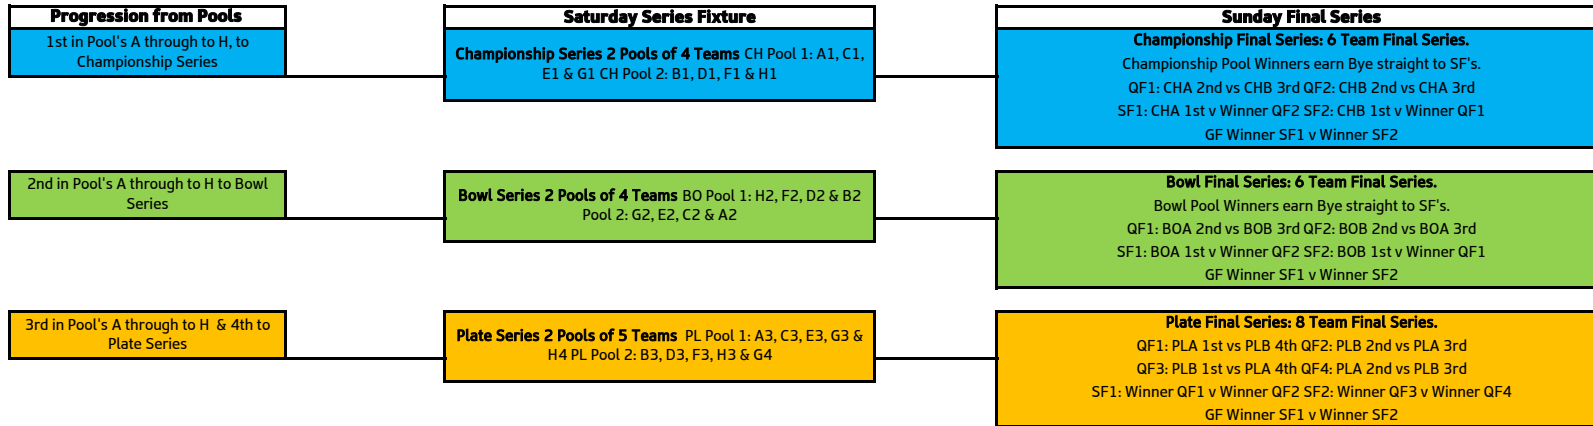 Progression from Pools
1st in Pool's A through to H, to
Championship Series
Saturday Series Fixture
Championship Series 2 Pools of 4 Teams CH Pool 1: A1, C1,
E1 & G1 CH Pool 2: B1, D1, F1 & H1
Sunday Final Series
Championship Final Series: 6 Team Final Series.
Championship Pool Winners earn Bye straight to SF's.
QF1: CHA 2nd vs CHB 3rd QF2: CHB 2nd vs CHA 3rd
SF1: CHA 1st v Winner QF2 SF2: CHB 1st v Winner QF1
GF Winner SF1 v Winner SF2
2nd in Pool's A through to H to Bowl
Series
Bowl Series 2 Pools of 4 Teams BO Pool 1: H2, F2, D2 & B2
Pool 2: G2, E2, C2 & A2
Bowl Final Series: 6 Team Final Series.
Bowl Pool Winners earn Bye straight to SF's.
QF1: BOA 2nd vs BOB 3rd QF2: BOB 2nd vs BOA 3rd
SF1: BOA 1st v Winner QF2 SF2: BOB 1st v Winner QF1
GF Winner SF1 v Winner SF2
3rd in Pool's A through to H & 4th to
Plate Series
Plate Series 2 Pools of 5 Teams PL Pool 1: A3, C3, E3, G3 &
H4 PL Pool 2: B3, D3, F3, H3 & G4
Plate Final Series: 8 Team Final Series.
QF1: PLA 1st vs PLB 4th QF2: PLB 2nd vs PLA 3rd
QF3: PLB 1st vs PLA 4th QF4: PLA 2nd vs PLB 3rd
SF1: Winner QF1 v Winner QF2 SF2: Winner QF3 v Winner QF4
GF Winner SF1 v Winner SF2